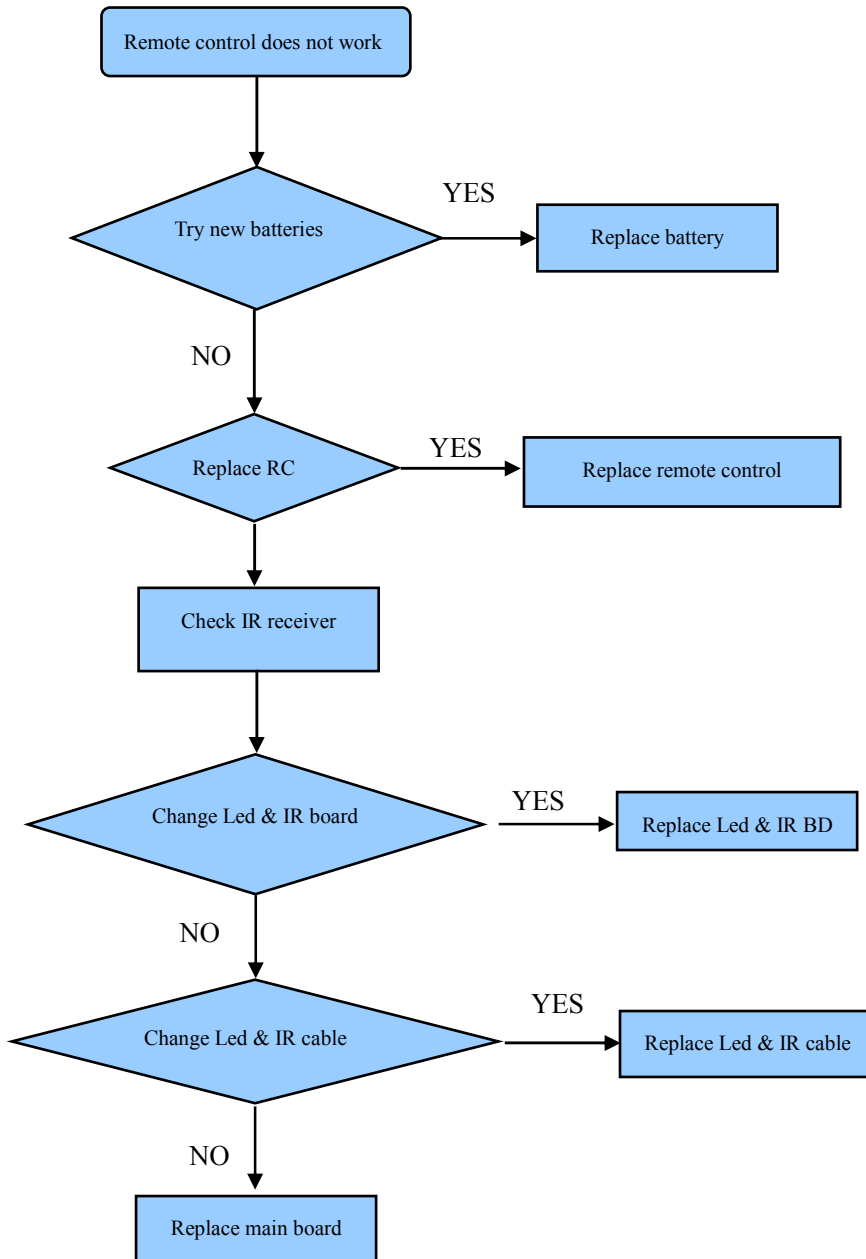 Remote control does not work
YES
Try new batteries
Replace battery
NO
YES
Replace RC
Replace remote control
Check IR receiver
YES
Change Led & IR board
Replace Led & IR BD
NO
YES
Change Led & IR cable
Replace Led & IR cable
NO
Replace main board